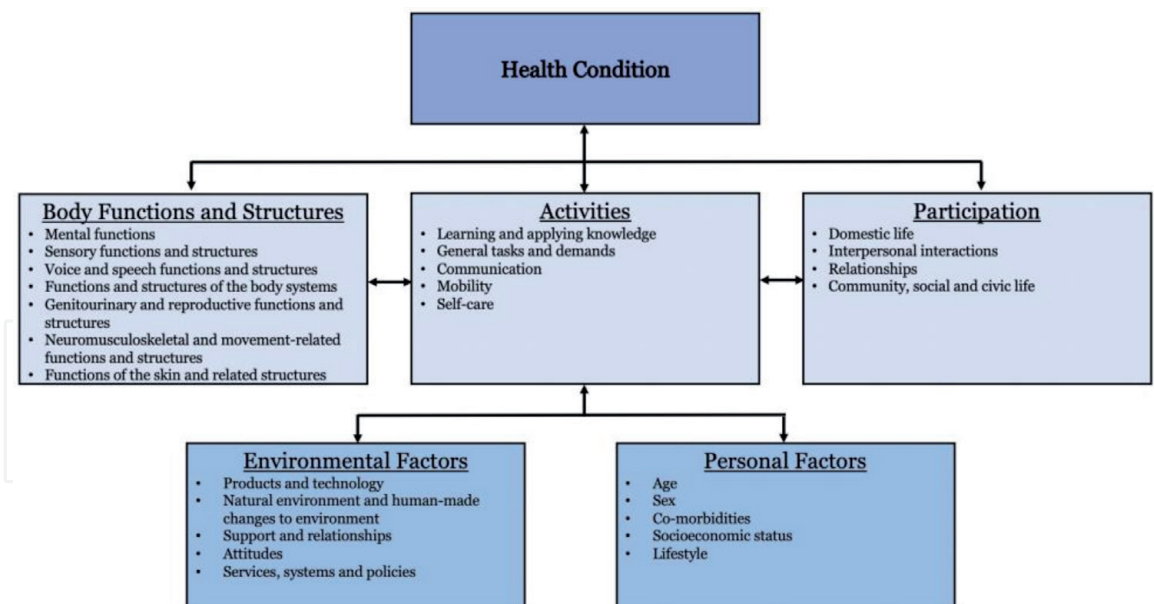 Health Condition
Body Functions and Structures
• Mental functions
• Sensory functions and structures
• Voice and speech functions and structures
• Functions and structures of the body systems
• Genitourinary and reproductive functions and
structures
• Neuromusculoskeletal and movement-related
functions and structures
• Functions of the skin and related structures
Activities
• Learning and applying knowledge
• General tasks and demands
• Communication
• Mobility
• Self-care
Participation
• Domestic life
• Interpersonal interactions
• Relationships
• Community, social and civic life
Environmental Factors
• Products and technology
• Natural environment and human-made
changes to environment
• Support and relationships
• Attitudes
• Services, systems and policies
Personal Factors
• Age
• Sex
• Co-morbidities
• Socioeconomic status
• Lifestyle